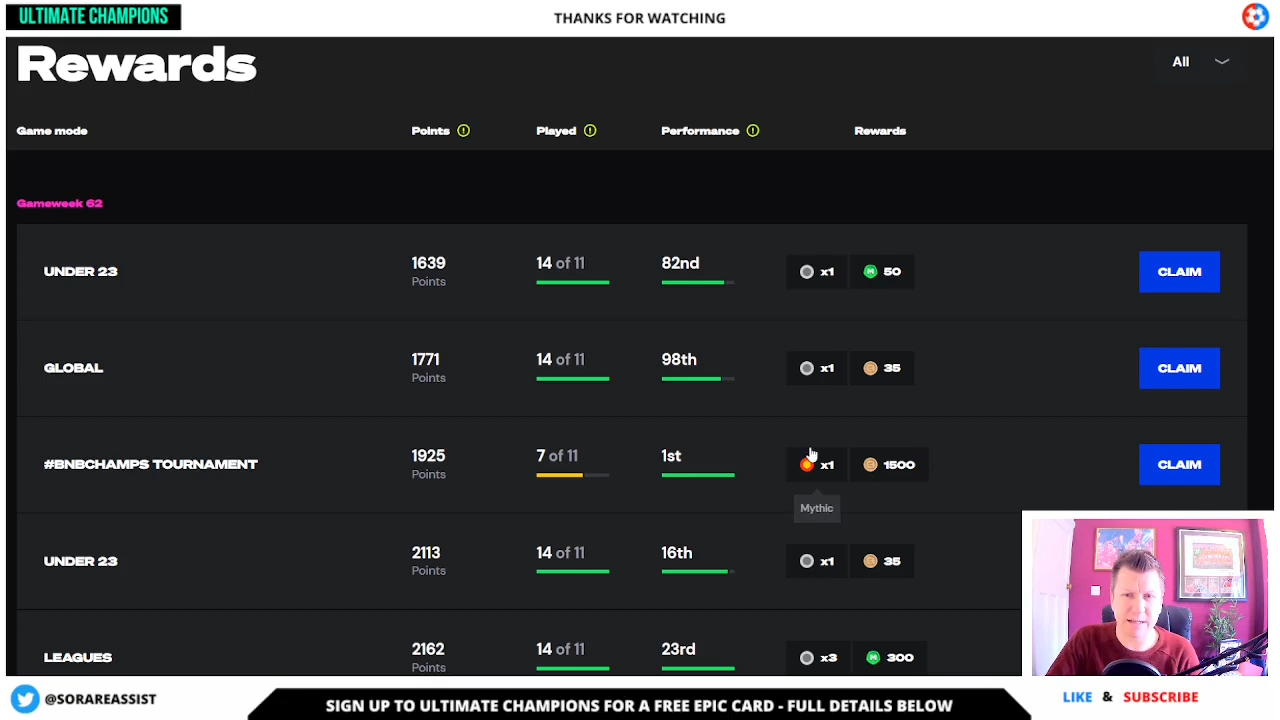 ULTIMATE CHAMPIONS
THANKS FOR WATCHING
Rewards
All
Game mode Points Played Performance Rewards
Gameweek 62
UNDER 23 1639 Points 14 of 11 82nd x1 50 CLAIM
GLOBAL 1771 Points 14 of 11 98th x1 35 CLAIM
#BNBCHAMPS TOURNAMENT 1925 Points 7 of 11 1st x1 1500 CLAIM
Mythic
UNDER 23 2113 Points 14 of 11 16th x1 35
LEAGUES 2162 Points 14 of 11 23rd x3 300
@SORAREASSIST
SIGN UP TO ULTIMATE CHAMPIONS FOR A FREE EPIC CARD - FULL DETAILS BELOW
LIKE & SUBSCRIBE